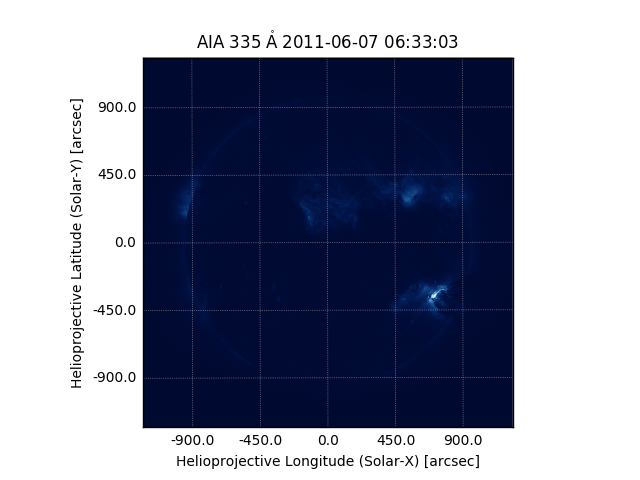 AIA 335 Å 2011-06-07 06:33:03
Helioprojective Latitude (Solar-Y) [arcsec]
900.0
450.0
0.0
-450.0
-900.0
-900.0 -450.0 0.0 450.0 900.0
Helioprojective Longitude (Solar-X) [arcsec]